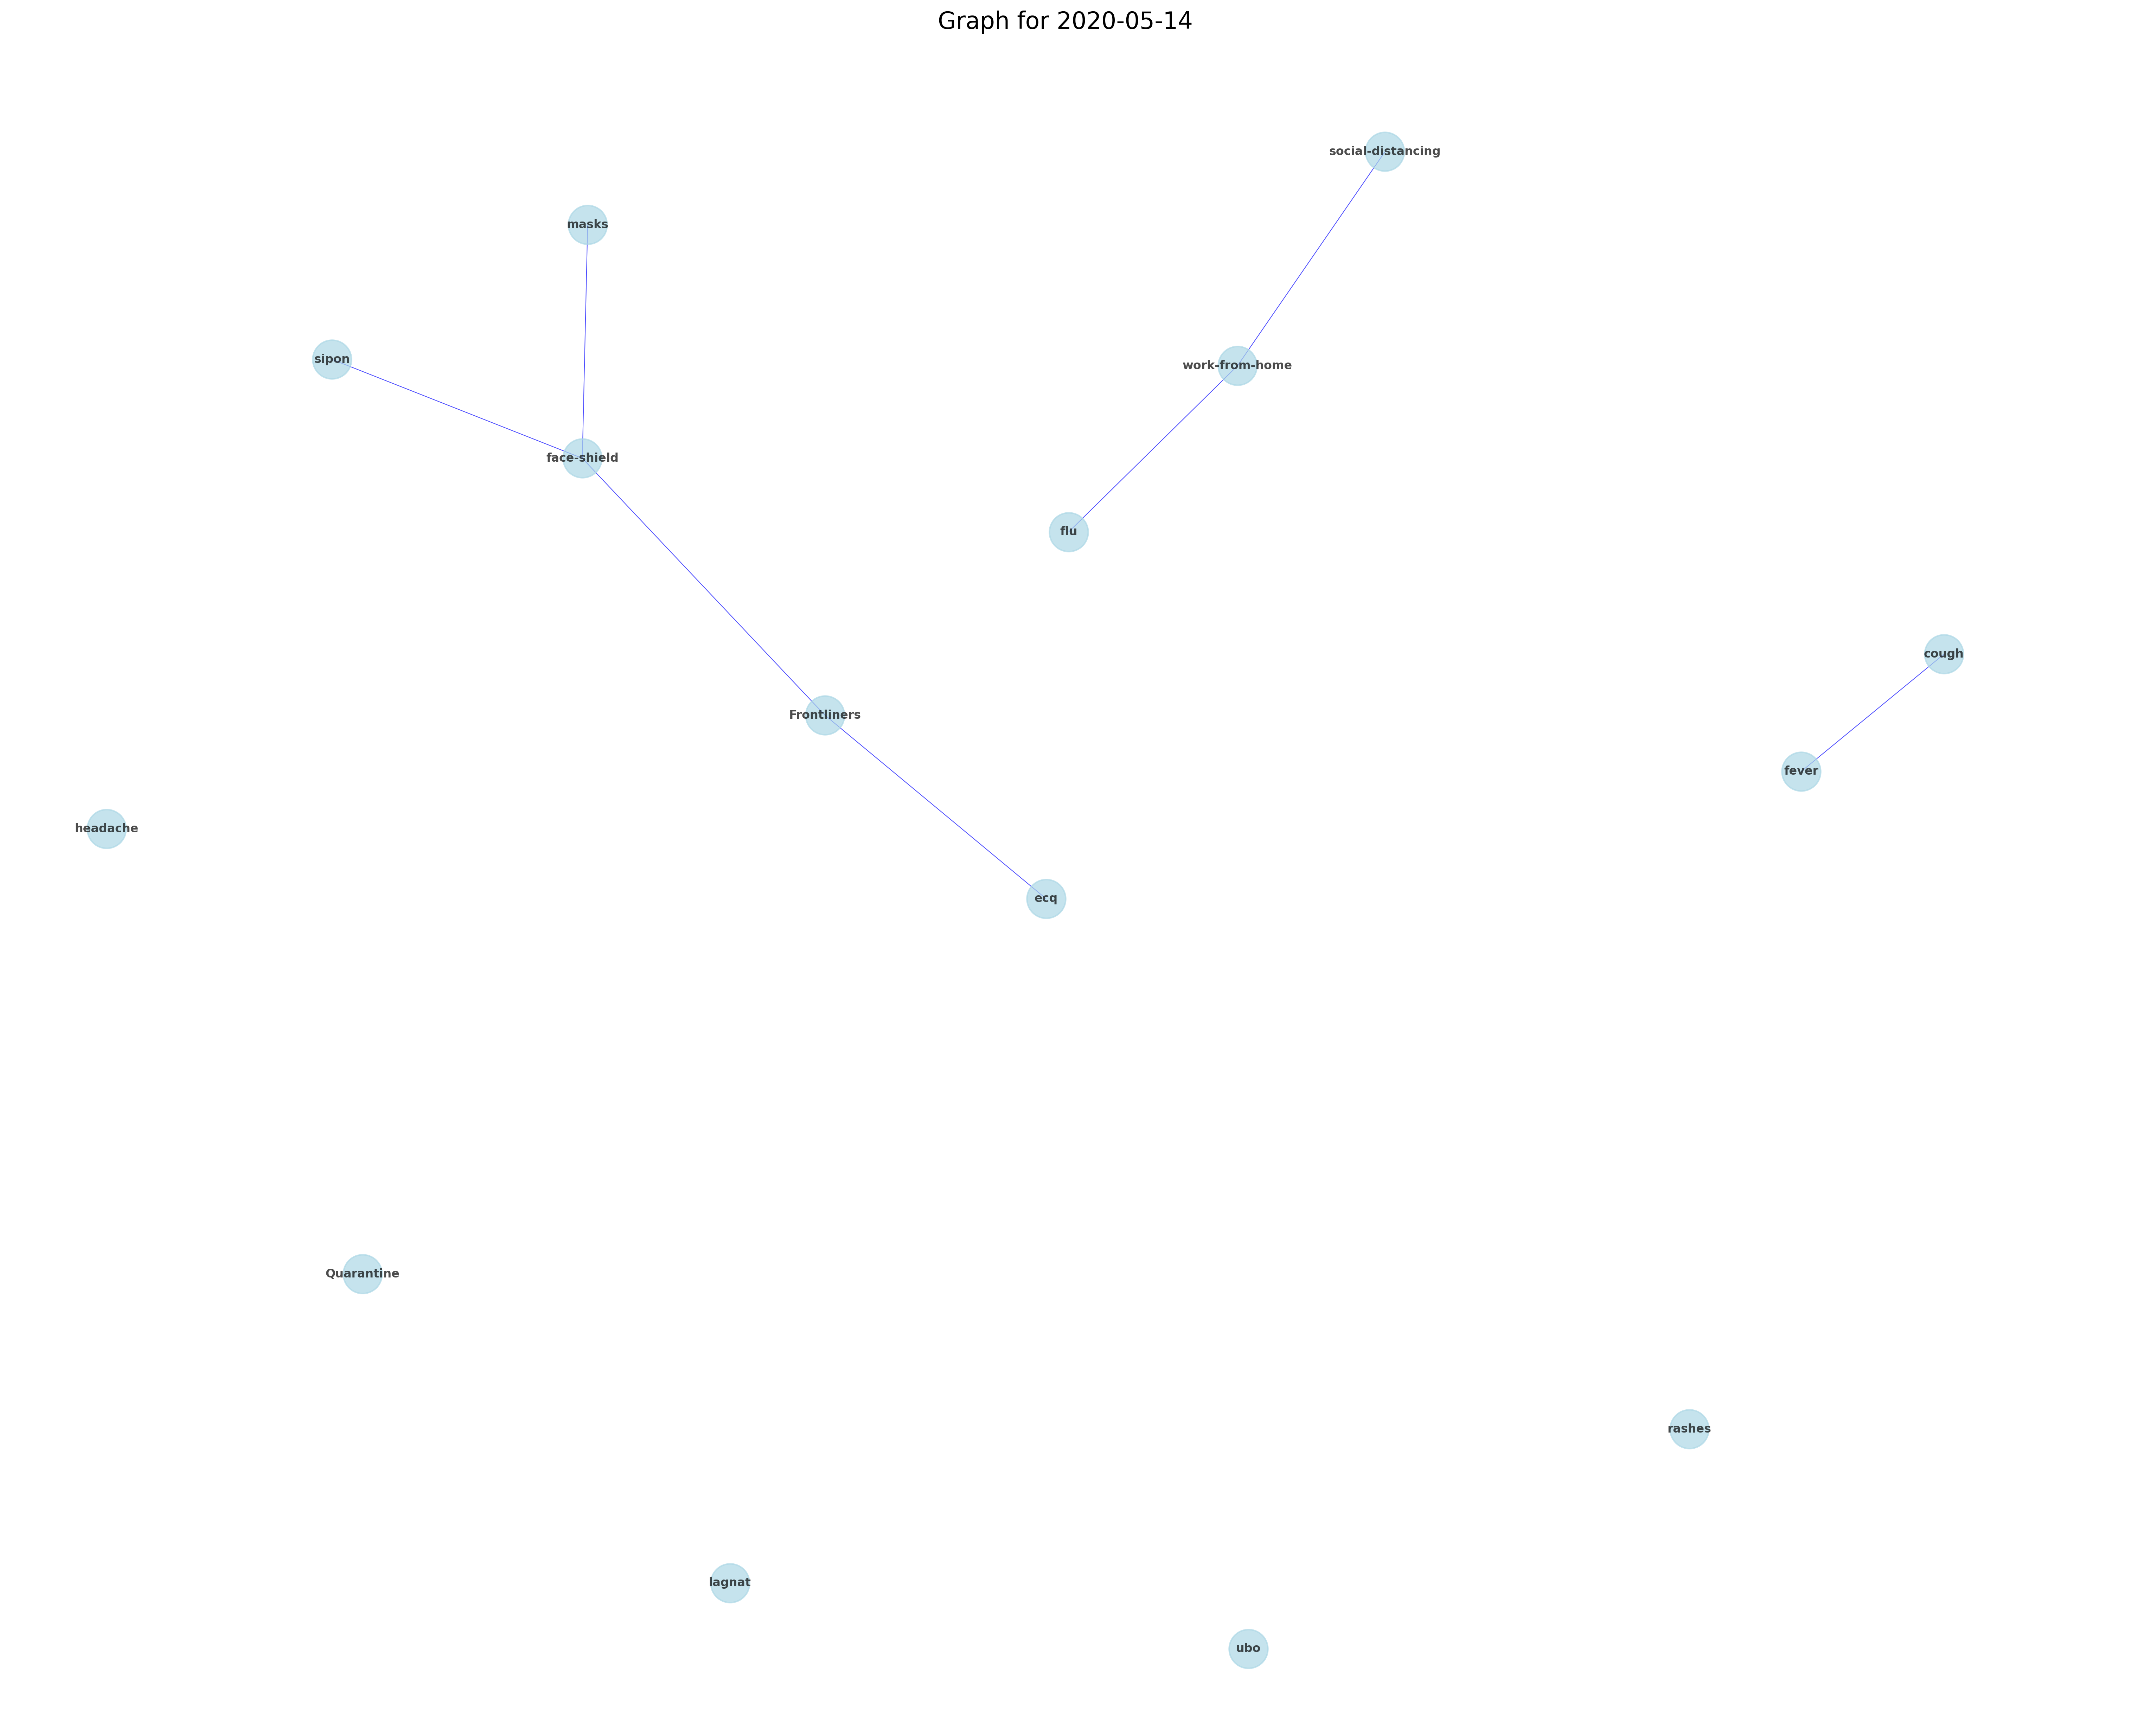 Graph for 2020-05-14
social-distancing
masks
sipon
work-from-home
face-shield
flu
cough
Frontliners
fever
headache
ecq
Quarantine
rashes
lagnat
ubo